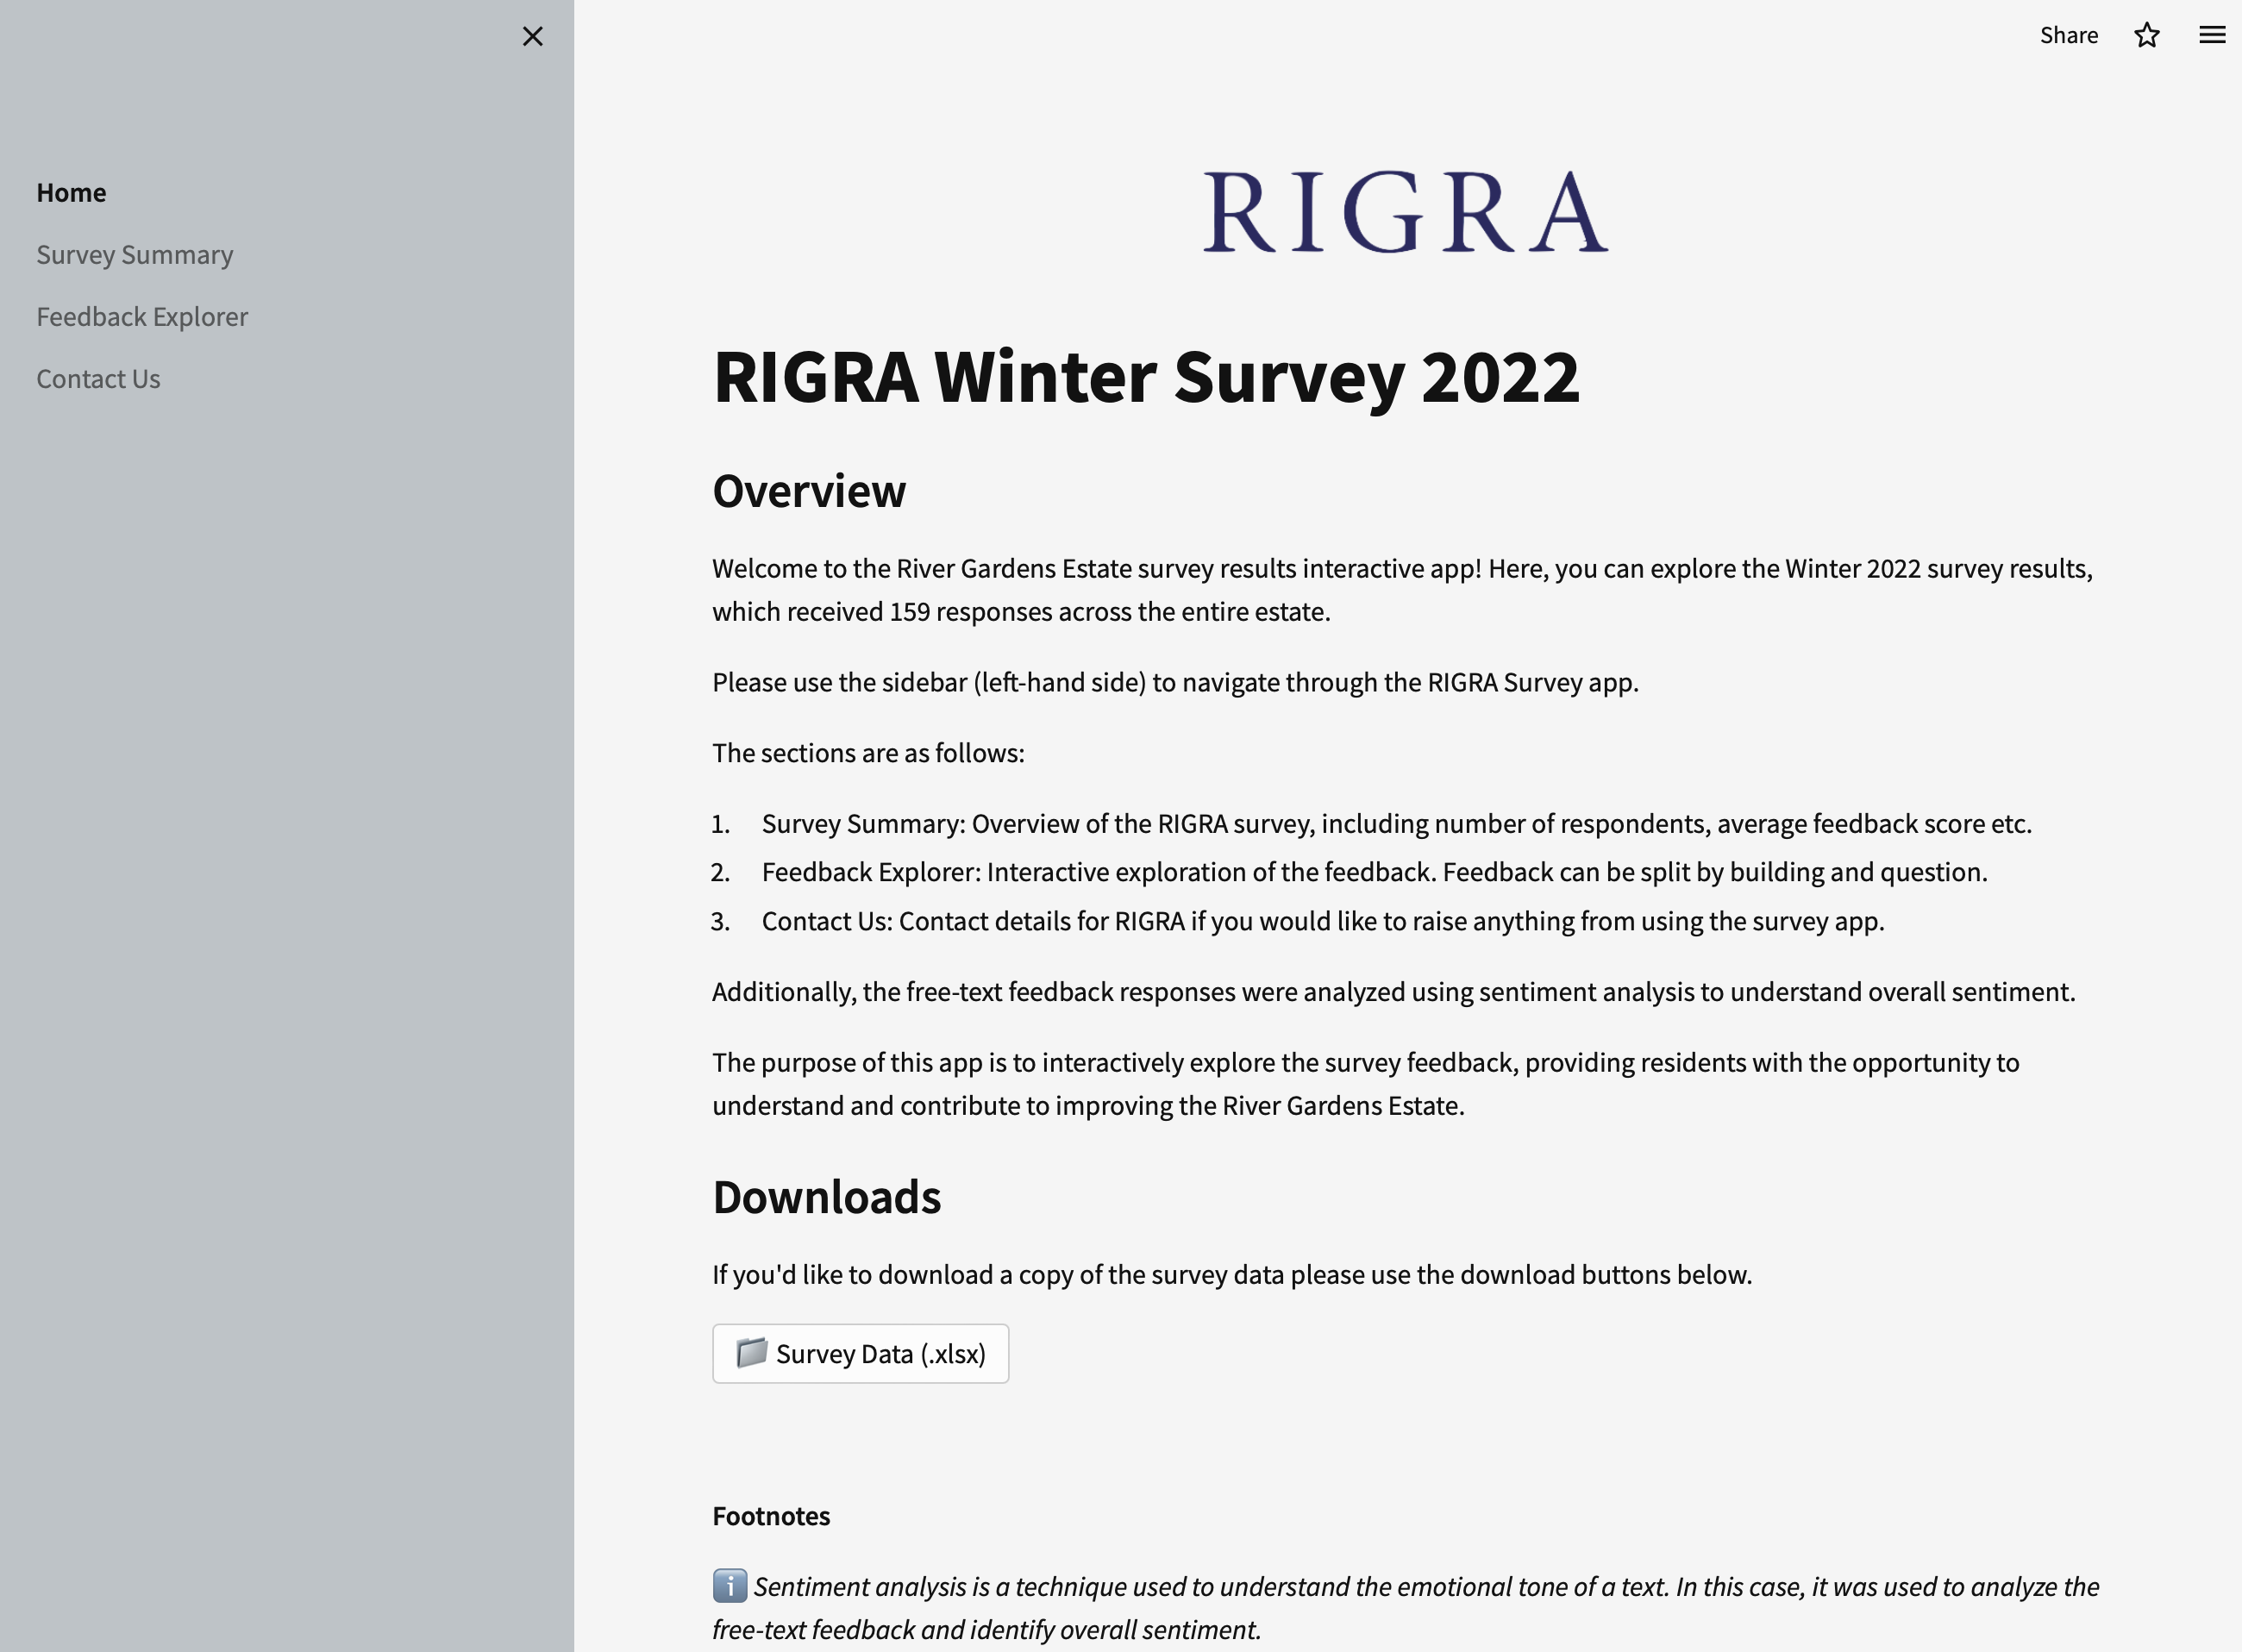 Home
Survey Summary
Feedback Explorer
Contact Us
Share
RIGRA
RIGRA Winter Survey 2022
Overview
Welcome to the River Gardens Estate survey results interactive app! Here, you can explore the Winter 2022 survey results,
which received 159 responses across the entire estate.
Please use the sidebar (left-hand side) to navigate through the RIGRA Survey app.
The sections are as follows:
1. Survey Summary: Overview of the RIGRA survey, including number of respondents, average feedback score etc.
2. Feedback Explorer: Interactive exploration of the feedback. Feedback can be split by building and question.
3. Contact Us: Contact details for RIGRA if you would like to raise anything from using the survey app.
Additionally, the free-text feedback responses were analyzed using sentiment analysis to understand overall sentiment.
The purpose of this app is to interactively explore the survey feedback, providing residents with the opportunity to
understand and contribute to improving the River Gardens Estate.
Downloads
If you'd like to download a copy of the survey data please use the download buttons below.
Survey Data (.xlsx)
Footnotes
ℹ️ Sentiment analysis is a technique used to understand the emotional tone of a text. In this case, it was used to analyze the
free-text feedback and identify overall sentiment.